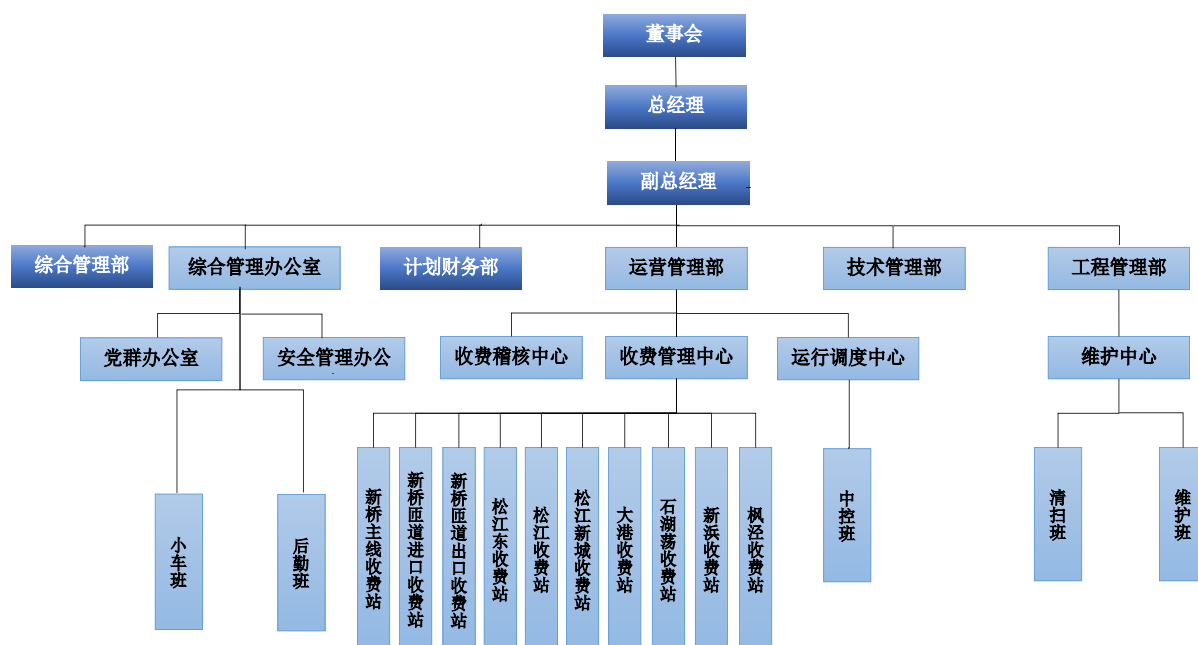 董事会
总经理
副总经理
综合管理部
综合管理办公室
计划财务部
运营管理部
技术管理部
工程管理部
党群办公室
安全管理办公
收费稽核中心
收费管理中心
运行调度中心
维护中心
小车班
后勤班
新桥主线收费站
新桥匝道进口收费站
新桥匝道出口收费站
松江东收费站
松江收费站
松江新城收费站
大港收费站
石湖荡收费站
新浜收费站
枫泾收费站
中控班
清扫班
维护班